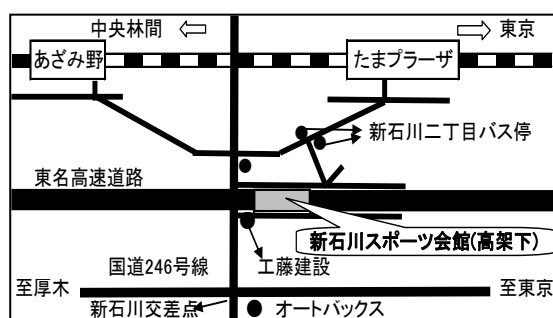 中央林間
東京
あざみ野
たまプラーザ
新石川二丁目バス停
東名高速道路
新石川スポーツ会館(高架下)
国道246号線
工藤建設
至厚木
至東京
新石川交差点
オートバックス